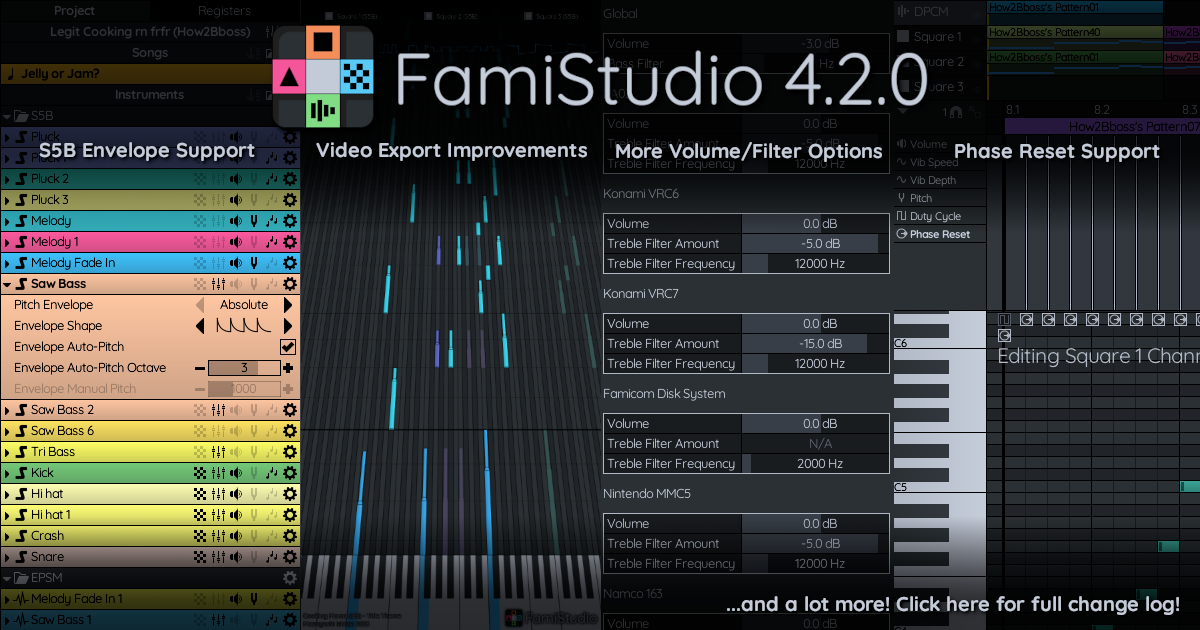 Project
Registers
Legit Cooking rn frfr (How2Bboss)
Songs
Jelly or Jam?
Instruments
S5B
Pluck
Pluck 2
Pluck 3
Melody
Melody 1
Melody Fade In
Saw Bass
Pitch Envelope
Absolute
Envelope Shape
Envelope Auto-Pitch
Envelope Auto-Pitch Octave
3
Envelope Manual Pitch
Saw Bass 2
Saw Bass 6
Tri Bass
Kick
Hi hat
Hi hat 1
Crash
Snare
EPSM
Melody Fade In 1
Saw Bass 1
FamiStudio 4.2.0
S5B Envelope Support
Video Export Improvements
More Volume/Filter Options
Phase Reset Support
FamiStudio
Global
Volume
-3.0 dB
Hz
Volume
0.0 dB
Treble Filter Frequency
12000 Hz
Konami VRC6
Volume
0.0 dB
Treble Filter Amount
-5.0 dB
Treble Filter Frequency
12000 Hz
Konami VRC7
Volume
0.0 dB
Treble Filter Amount
-15.0 dB
Treble Filter Frequency
12000 Hz
Famicom Disk System
Volume
0.0 dB
Treble Filter Amount
N/A
Treble Filter Frequency
2000 Hz
Nintendo MMC5
Volume
0.0 dB
Treble Filter Amount
-5.0 dB
Treble Filter Frequency
12000 Hz
Namco 163
Volume
0.0 dB
DPCM
Square 1
Square 2
Square 3
How2Bboss's Pattern01
How2Bboss's Pattern40
How2B
How2Bboss's Pattern01
How2B
8.1
8.2
8.3
How2Bboss's Pattern07
Volume
Vib Speed
Vib Depth
Pitch
Duty Cycle
Phase Reset
C6
Editing Square 1 Chann
C5
...and a lot more! Click here for full change log!